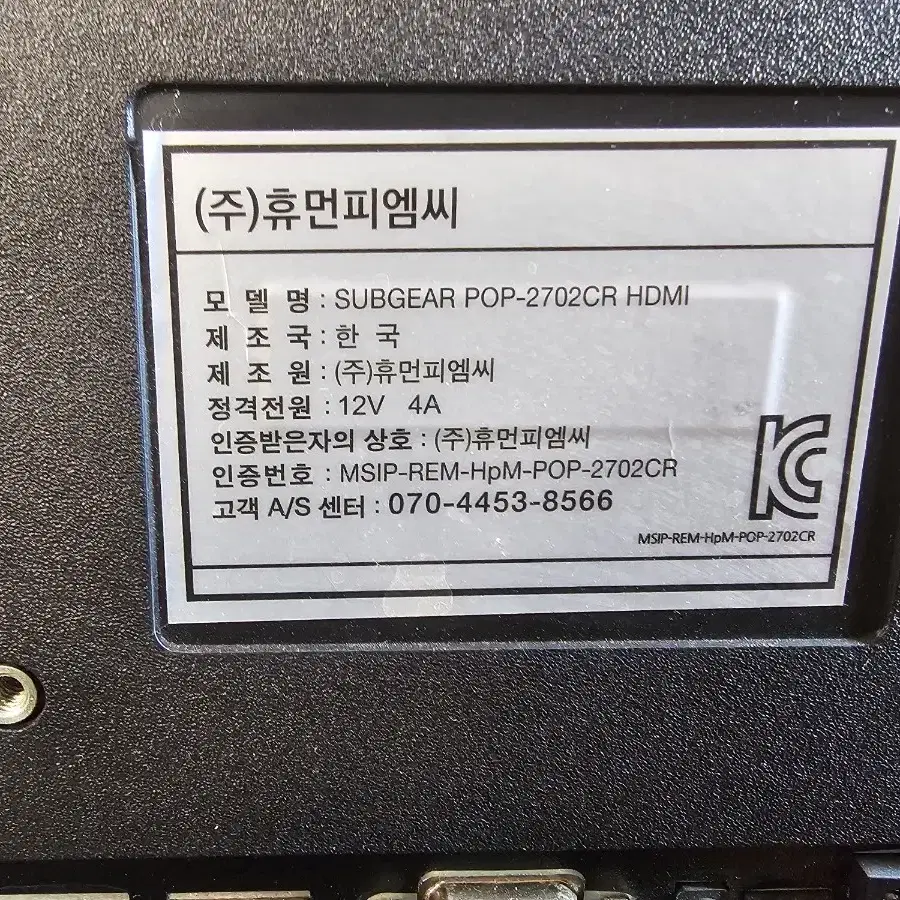 (주)휴먼피엠씨
모 델 명 : SUBGEAR POP-2702CR HDMI
제 조 국 : 한 국
제 조 원 : (주)휴먼피엠씨
정격전원 : 12V 4A
인증받은자의 상호 : (주)휴먼피엠씨
인증번호 : MSIP-REM-HpM-POP-2702CR
고객 A/S 센터 : 070-4453-8566
KC
MSIP-REM-HpM-POP-2702CR